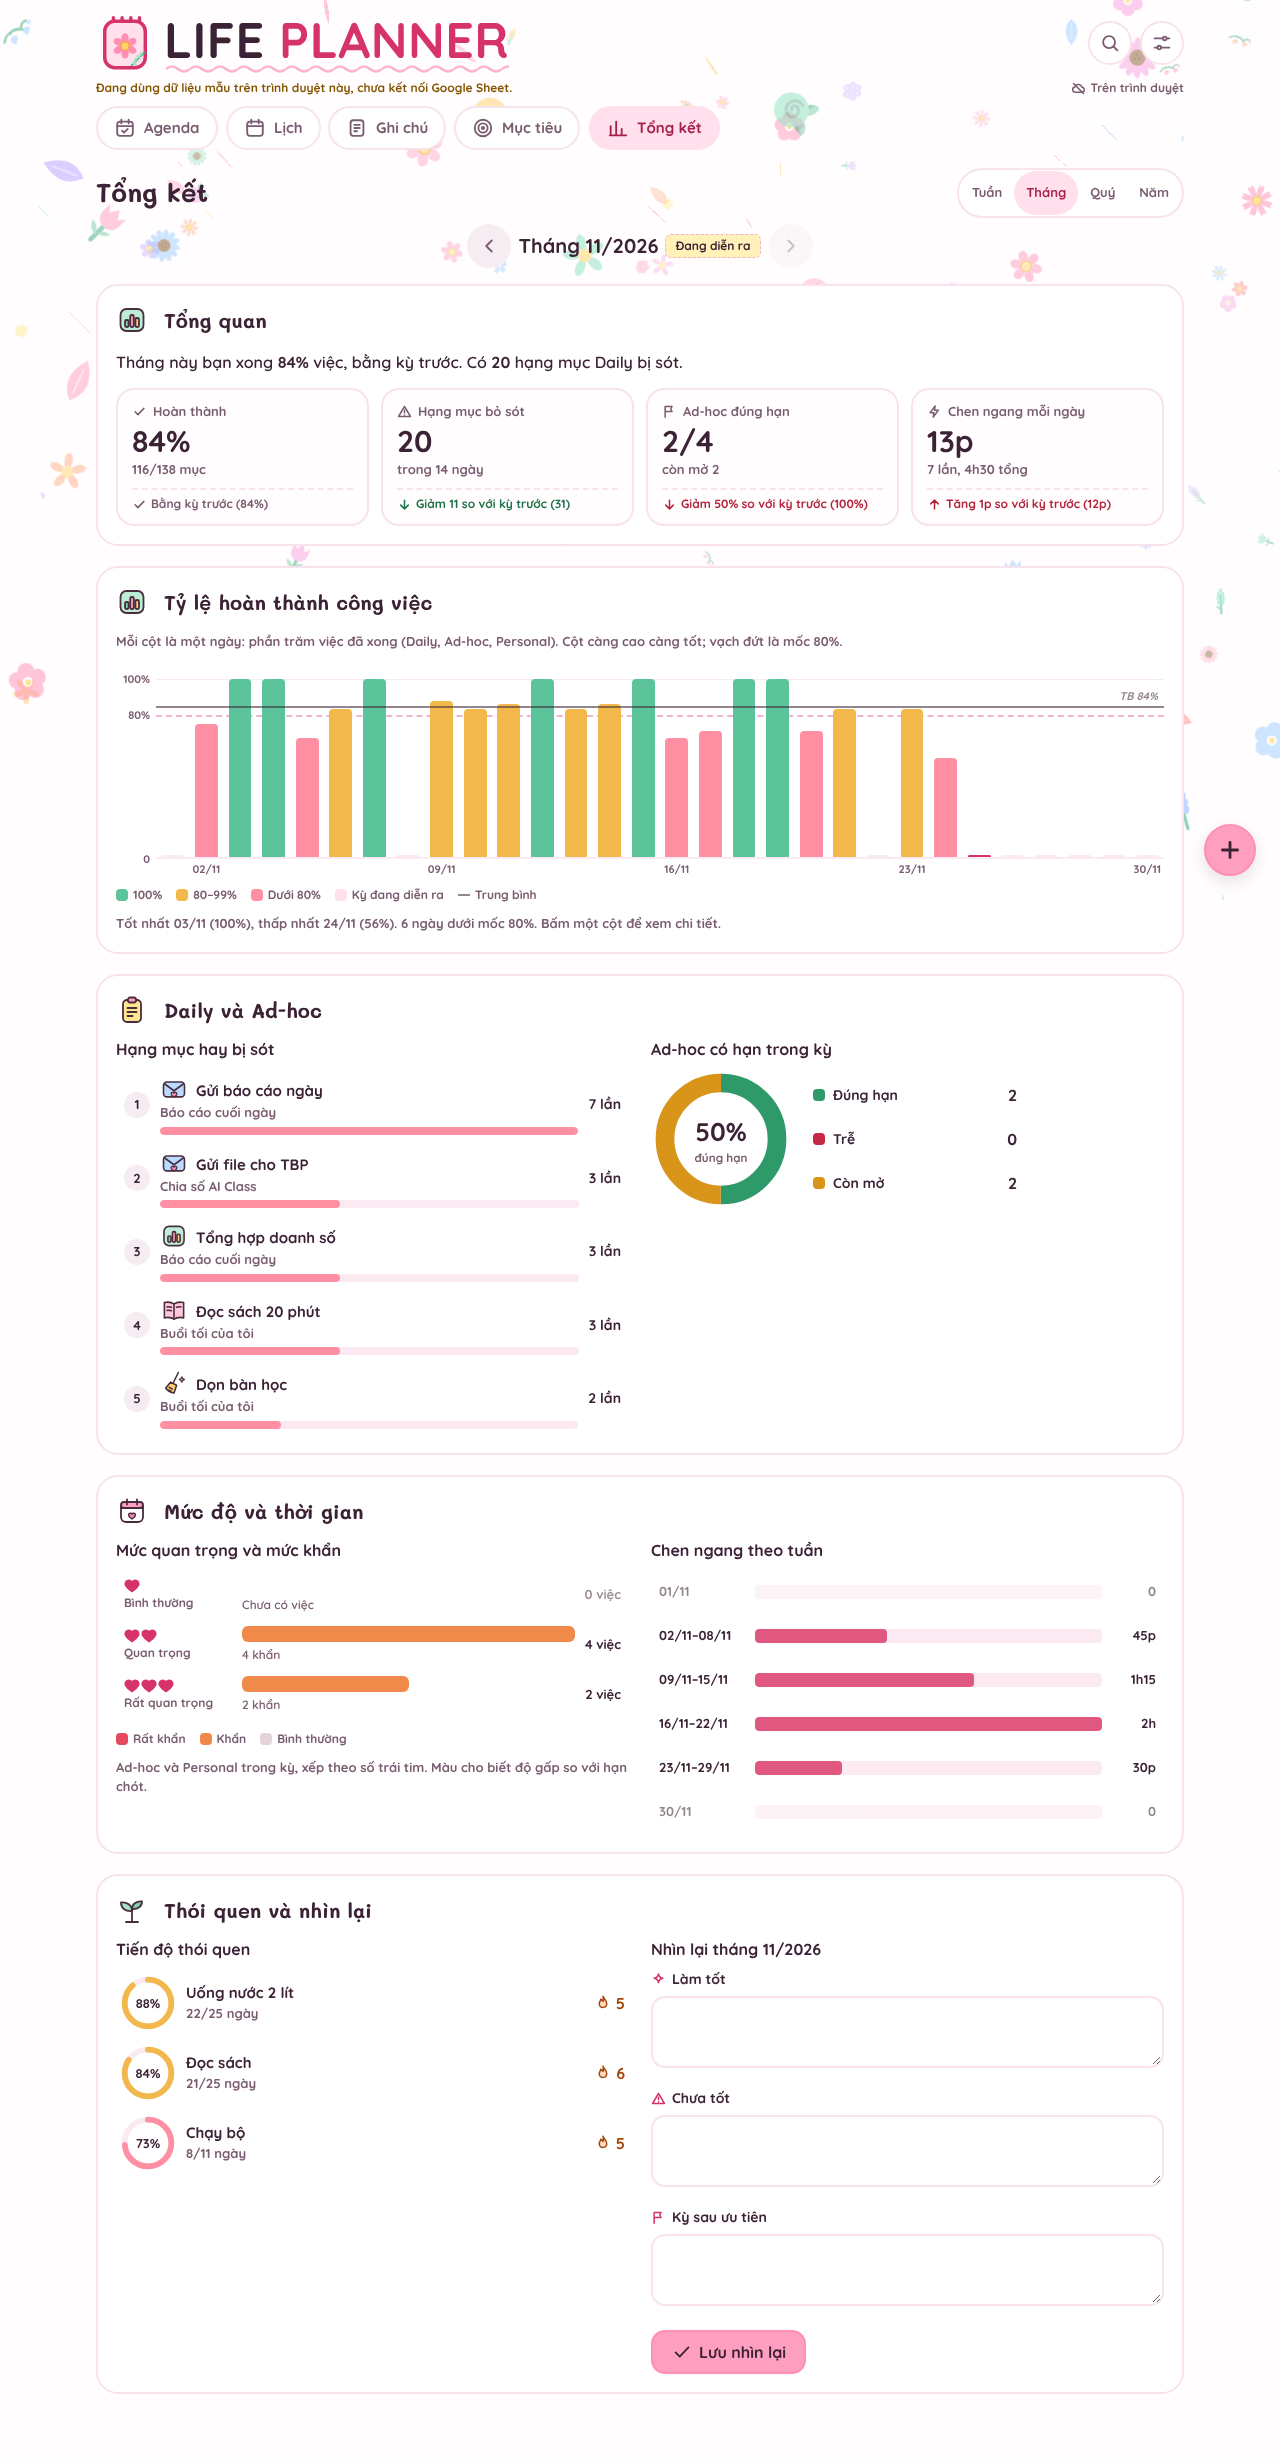 LIFE PLANNER
Đang dùng dữ liệu mẫu trên trình duyệt này, chưa kết nối Google Sheet.
Trên trình duyệt
Agenda
Lịch
Ghi chú
Mục tiêu
Tổng kết
Tổng kết
Tuần
Tháng
Quý
Năm
Tháng 11/2026
Đang diễn ra
Tổng quan
Tháng này bạn xong 84% việc, bằng kỳ trước. Có 20 hạng mục Daily bị sót.
Hoàn thành
84%
116/138 mục
Bằng kỳ trước (84%)
Hạng mục bỏ sót
20
trong 14 ngày
Giảm 11 so với kỳ trước (31)
Ad-hoc đúng hạn
2/4
còn mở 2
Giảm 50% so với kỳ trước (100%)
Chen ngang mỗi ngày
13p
7 lần, 4h30 tổng
Tăng 1p so với kỳ trước (12p)
Tỷ lệ hoàn thành công việc
Mỗi cột là một ngày: phần trăm việc đã xong (Daily, Ad-hoc, Personal). Cột càng cao càng tốt; vạch đứt là mốc 80%.
100%
TB 84%
80%
0
02/11
09/11
16/11
23/11
30/11
100%
80–99%
Dưới 80%
Kỳ đang diễn ra
Trung bình
Tốt nhất 03/11 (100%), thấp nhất 24/11 (56%). 6 ngày dưới mốc 80%. Bấm một cột để xem chi tiết.
Daily và Ad-hoc
Hạng mục hay bị sót
1
Gửi báo cáo ngày
Báo cáo cuối ngày
7 lần
2
Gửi file cho TBP
Chia số AI Class
3 lần
3
Tổng hợp doanh số
Báo cáo cuối ngày
3 lần
4
Đọc sách 20 phút
Buổi tối của tôi
3 lần
5
Dọn bàn học
Buổi tối của tôi
2 lần
Ad-hoc có hạn trong kỳ
50%
đúng hạn
Đúng hạn
2
Trễ
0
Còn mở
2
Mức độ và thời gian
Mức quan trọng và mức khẩn
Bình thường
Chưa có việc
0 việc
Quan trọng
4 khẩn
4 việc
Rất quan trọng
2 khẩn
2 việc
Rất khẩn
Khẩn
Bình thường
Ad-hoc và Personal trong kỳ, xếp theo số trái tim. Màu cho biết độ gấp so với hạn
chót.
Chen ngang theo tuần
01/11
0
02/11–08/11
45p
09/11–15/11
1h15
16/11–22/11
2h
23/11–29/11
30p
30/11
0
Thói quen và nhìn lại
Tiến độ thói quen
88%
Uống nước 2 lít
22/25 ngày
5
84%
Đọc sách
21/25 ngày
6
73%
Chạy bộ
8/11 ngày
5
Nhìn lại tháng 11/2026
Làm tốt
Chưa tốt
Kỳ sau ưu tiên
Lưu nhìn lại